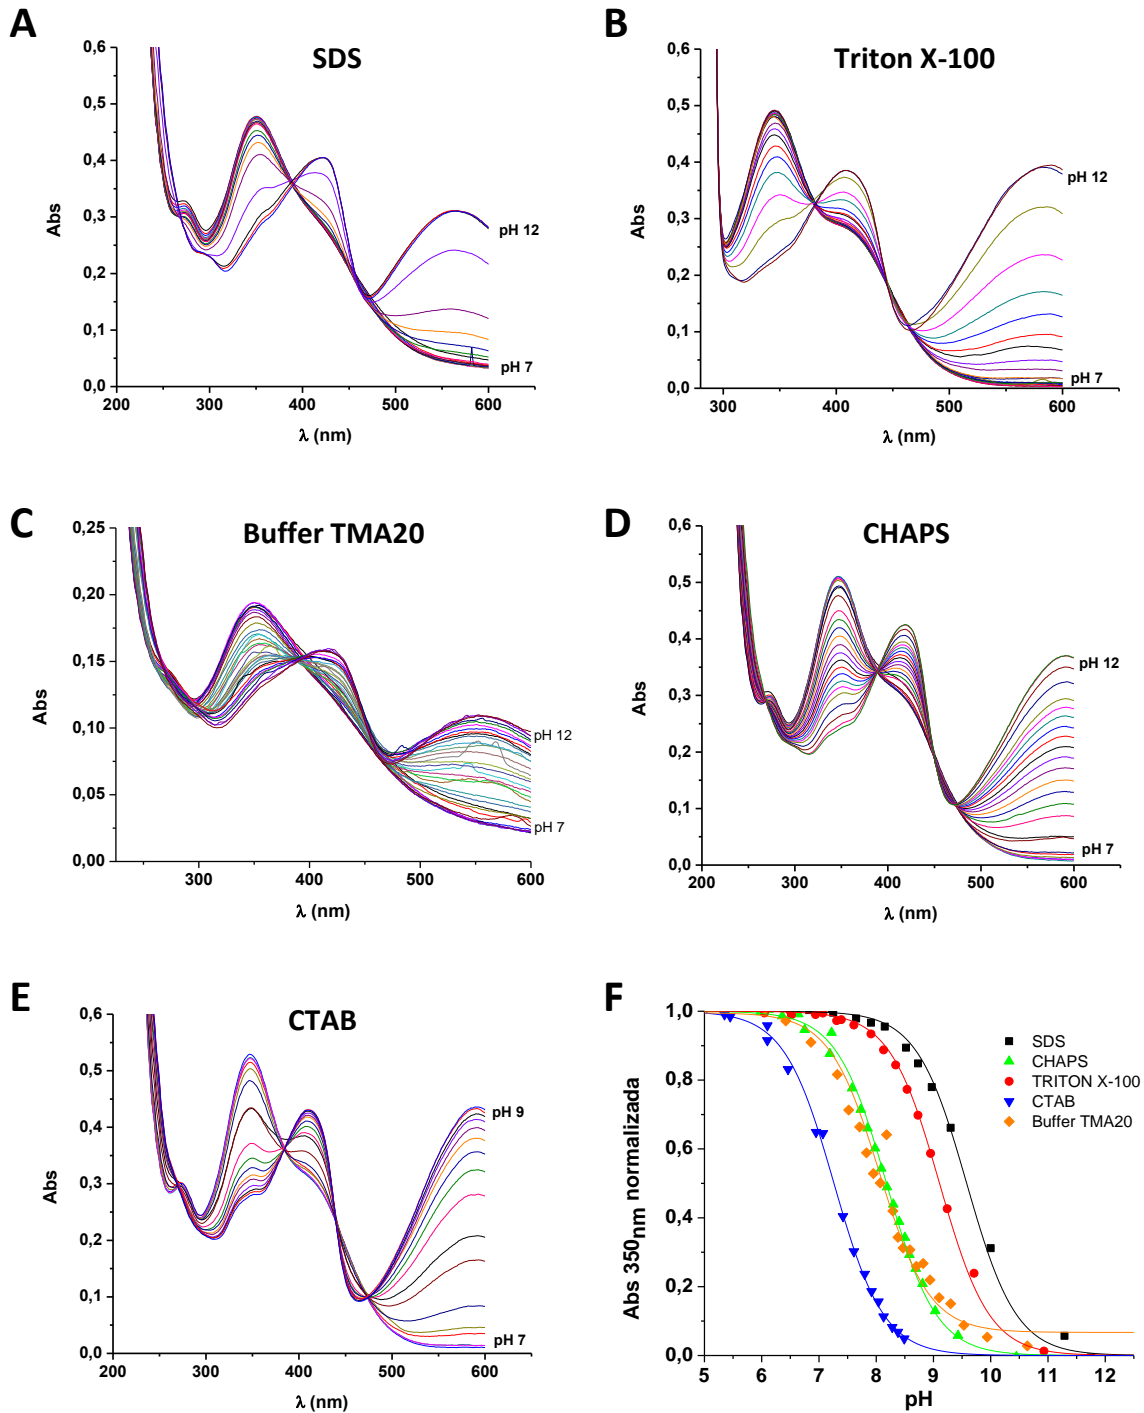 A
SDS
0,6
0,5
0,4
0,3
0,2
0,1
0,0
Abs
pH 12
pH 7
200 300 400 500 600
λ (nm)
B
Triton X-100
0,6
0,5
0,4
0,3
0,2
0,1
0,0
Abs
pH 12
pH 7
300 400 500 600
λ (nm)
C
Buffer TMA20
0,25
0,20
0,15
0,10
0,05
0,00
Abs
pH 12
pH 7
300 400 500 600
λ (nm)
D
CHAPS
0,6
0,5
0,4
0,3
0,2
0,1
0,0
Abs
pH 12
pH 7
200 300 400 500 600
λ (nm)
E
CTAB
0,6
0,5
0,4
0,3
0,2
0,1
0,0
Abs
pH 9
pH 7
200 300 400 500 600
λ (nm)
F
1,0
0,8
0,6
0,4
0,2
0,0
Abs 350nm normalizada
SDS
CHAPS
TRITON X-100
CTAB
Buffer TMA20
5 6 7 8 9 10 11 12
pH